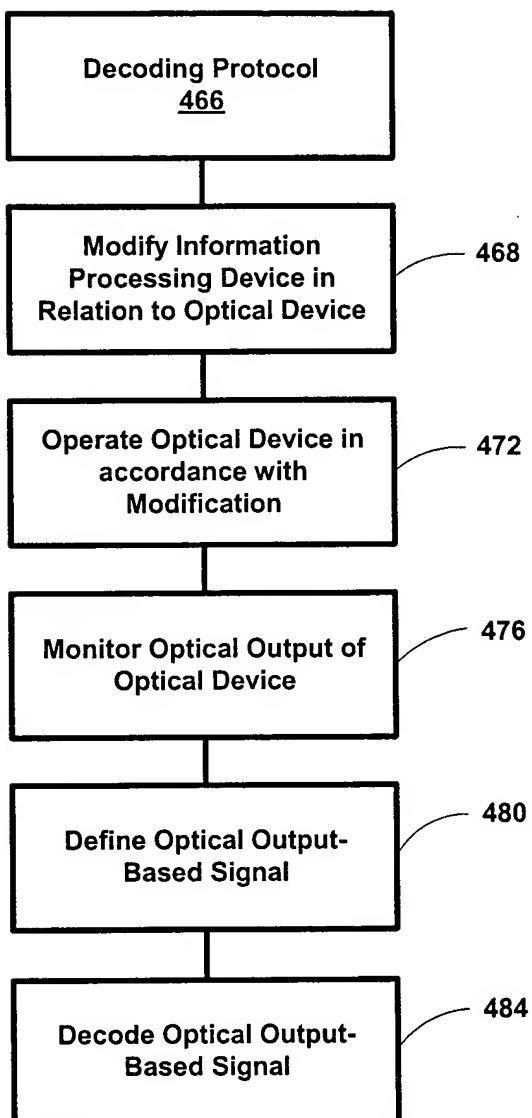 Decoding Protocol
466
Modify Information
Processing Device in
Relation to Optical Device
468
Operate Optical Device in
accordance with
Modification
472
Monitor Optical Output of
Optical Device
476
Define Optical Output-
Based Signal
480
Decode Optical Output-
Based Signal
484